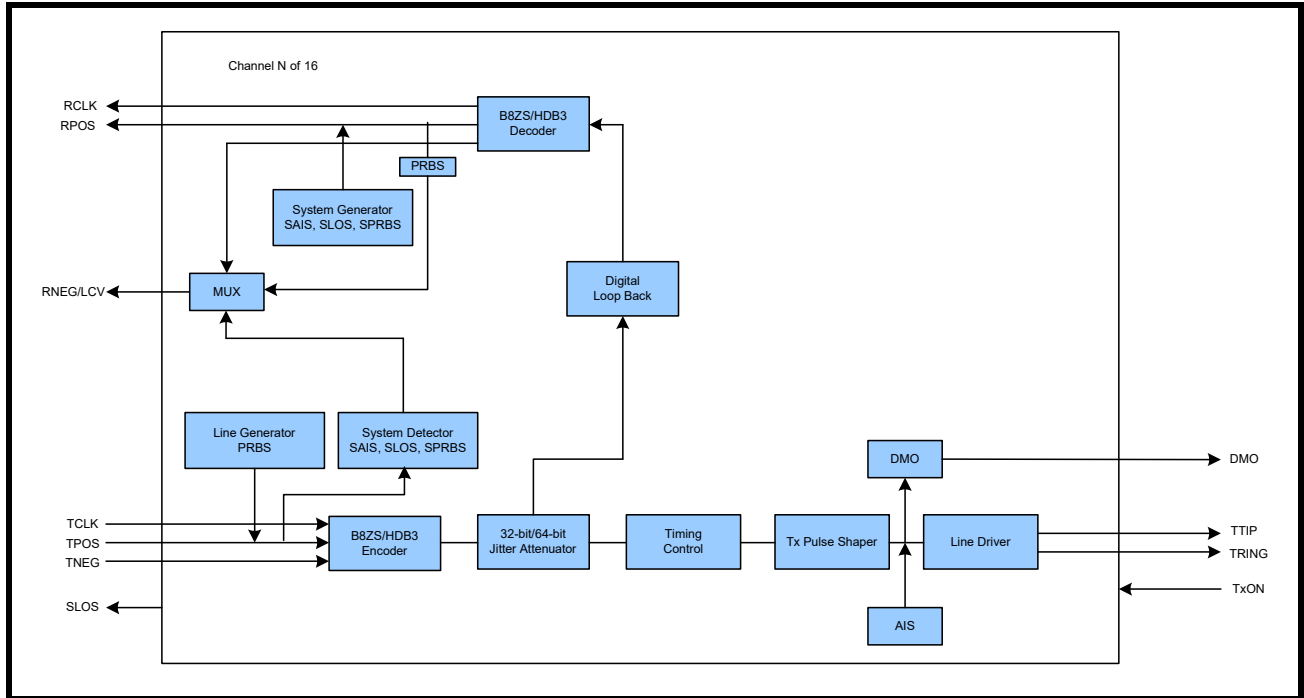 Channel N of 16
RCLK
RPOS
B8ZS/HDB3
Decoder
PRBS
System Generator
SAIS, SLOS, SPRBS
RNEG/LCV
MUX
Digital
Loop Back
Line Generator
PRBS
System Detector
SAIS, SLOS, SPRBS
DMO
DMO
TCLK
TPOS
TNEG
B8ZS/HDB3
Encoder
32-bit/64-bit
Jitter Attenuator
Timing
Control
Tx Pulse Shaper
Line Driver
TTIP
TRING
TxON
SLOS
AIS